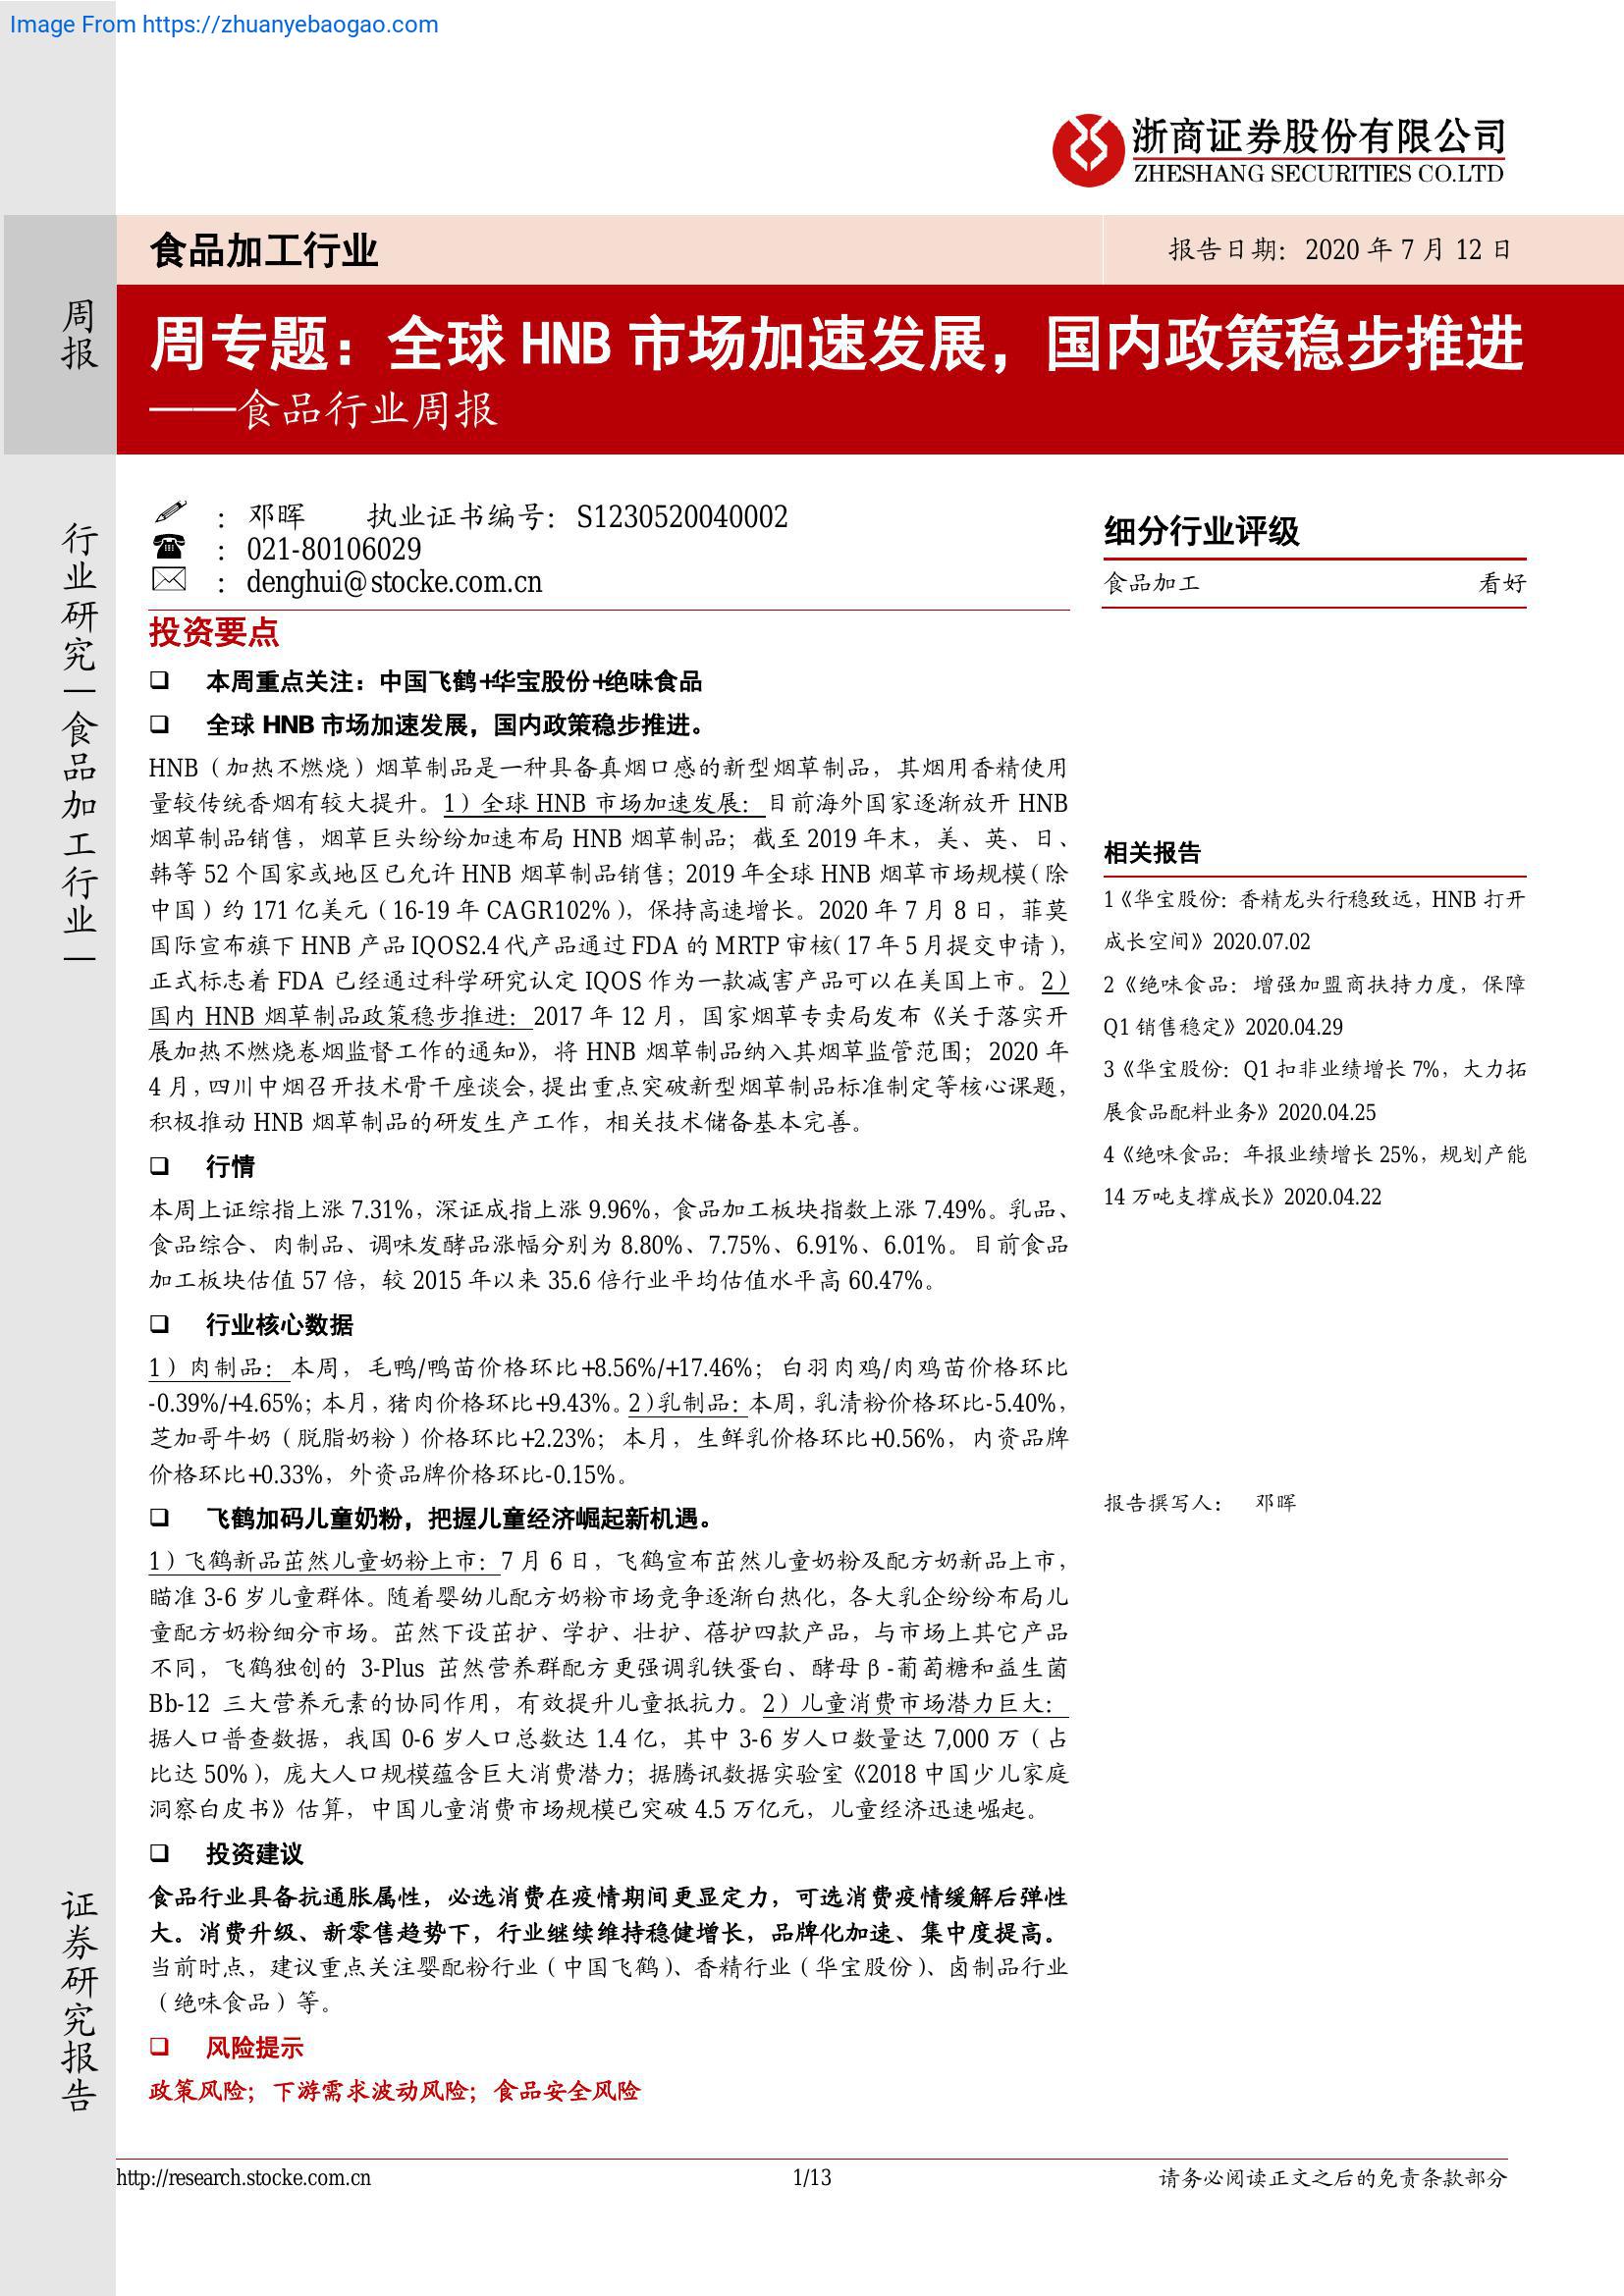 Image From https://zhuanyebaogao.com
浙商证券股份有限公司
ZHESHANG SECURITIES CO.LTD
食品加工行业
报告日期：2020 年 7 月 12 日
周报
周专题：全球 HNB 市场加速发展，国内政策稳步推进
——食品行业周报
行业研究|食品加工行业|
证券研究报告
：邓晖 执业证书编号：S1230520040002
：021-80106029
：denghui@stocke.com.cn
投资要点
❑ 本周重点关注：中国飞鹤+华宝股份+绝味食品
❑ 全球 HNB 市场加速发展，国内政策稳步推进。
HNB（加热不燃烧）烟草制品是一种具备真烟口感的新型烟草制品，其烟用香精使用
量较传统香烟有较大提升。1）全球 HNB 市场加速发展：目前海外国家逐渐放开 HNB
烟草制品销售，烟草巨头纷纷加速布局 HNB 烟草制品；截至 2019 年末，美、英、日、
韩等 52 个国家或地区已允许 HNB 烟草制品销售；2019 年全球 HNB 烟草市场规模（除
中国）约 171 亿美元（16-19 年 CAGR102%），保持高速增长。2020 年 7 月 8 日，菲莫
国际宣布旗下 HNB 产品 IQOS2.4 代产品通过 FDA 的 MRTP 审核（17 年 5 月提交申请），
正式标志着 FDA 已经通过科学研究认定 IQOS 作为一款减害产品可以在美国上市。2）
国内 HNB 烟草制品政策稳步推进：2017 年 12 月，国家烟草专卖局发布《关于落实开
展加热不燃烧卷烟监督工作的通知》，将 HNB 烟草制品纳入其烟草监管范围；2020 年
4 月，四川中烟召开技术骨干座谈会，提出重点突破新型烟草制品标准制定等核心课题，
积极推动 HNB 烟草制品的研发生产工作，相关技术储备基本完善。
❑ 行情
本周上证综指上涨 7.31%，深证成指上涨 9.96%，食品加工板块指数上涨 7.49%。乳品、
食品综合、肉制品、调味发酵品涨幅分别为 8.80%、7.75%、6.91%、6.01%。目前食品
加工板块估值 57 倍，较 2015 年以来 35.6 倍行业平均估值水平高 60.47%。
❑ 行业核心数据
1）肉制品：本周，毛鸭/鸭苗价格环比+8.56%/+17.46%；白羽肉鸡/肉鸡苗价格环比
-0.39%/+4.65%；本月，猪肉价格环比+9.43%。2）乳制品：本周，乳清粉价格环比-5.40%，
芝加哥牛奶（脱脂奶粉）价格环比+2.23%；本月，生鲜乳价格环比+0.56%，内资品牌
价格环比+0.33%，外资品牌价格环比-0.15%。
❑ 飞鹤加码儿童奶粉，把握儿童经济崛起新机遇。
1）飞鹤新品茁然儿童奶粉上市：7 月 6 日，飞鹤宣布茁然儿童奶粉及配方奶新品上市，
瞄准 3-6 岁儿童群体。随着婴幼儿配方奶粉市场竞争逐渐白热化，各大乳企纷纷布局儿
童配方奶粉细分市场。茁然下设茁护、学护、壮护、蓓护四款产品，与市场上其它产品
不同，飞鹤独创的 3-Plus 茁然营养群配方更强调乳铁蛋白、酵母β-葡萄糖和益生菌
Bb-12 三大营养元素的协同作用，有效提升儿童抵抗力。2）儿童消费市场潜力巨大：
据人口普查数据，我国 0-6 岁人口总数达 1.4 亿，其中 3-6 岁人口数量达 7,000 万（占
比达 50%），庞大人口规模蕴含巨大消费潜力；据腾讯数据实验室《2018 中国少儿家庭
洞察白皮书》估算，中国儿童消费市场规模已突破 4.5 万亿元，儿童经济迅速崛起。
❑ 投资建议
食品行业具备抗通胀属性，必选消费在疫情期间更显定力，可选消费疫情缓解后弹性
大。消费升级、新零售趋势下，行业继续维持稳健增长，品牌化加速、集中度提高。
当前时点，建议重点关注婴配粉行业（中国飞鹤）、香精行业（华宝股份）、卤制品行业
（绝味食品）等。
❑ 风险提示
政策风险；下游需求波动风险；食品安全风险
细分行业评级
食品加工 看好
相关报告
1《华宝股份：香精龙头行稳致远，HNB 打开
成长空间》2020.07.02
2《绝味食品：增强加盟商扶持力度，保障
Q1 销售稳定》2020.04.29
3《华宝股份：Q1 扣非业绩增长 7%，大力拓
展食品配料业务》2020.04.25
4《绝味食品：年报业绩增长 25%，规划产能
14 万吨支撑成长》2020.04.22
报告撰写人： 邓晖
http://research.stocke.com.cn
1/13
请务必阅读正文之后的免责条款部分